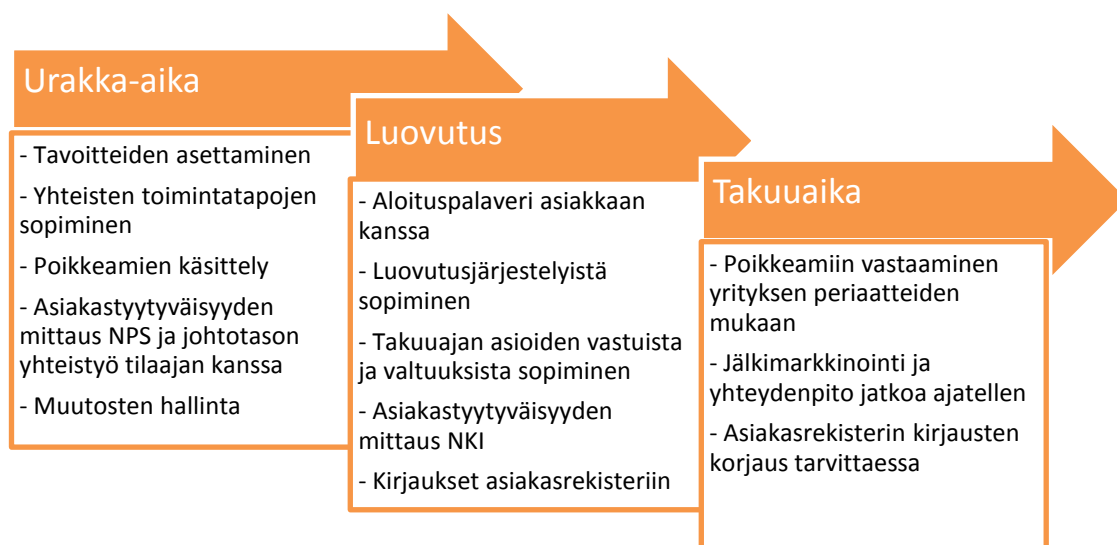 Urakka-aika
- Tavoitteiden asettaminen
- Yhteisten toimintatapojen
sopiminen
- Poikkeamien käsittely
- Asiakastyytyväisyyden
mittaus NPS ja johtotason
yhteistyö tilaajan kanssa
- Muutosten hallinta
Luovutus
- Aloituspalaveri asiakkaan
kanssa
- Luovutusjärjestelyistä
sopiminen
- Takuuajan asioiden vastuista
ja valtuuksista sopiminen
- Asiakastyytyväisyyden
mittaus NKI
- Kirjaukset asiakasrekisteriin
Takuuaika
- Poikkeamiin vastaaminen
yrityksen periaatteiden
mukaan
- Jälkimarkkinointi ja
yhteydenpito jatkoa ajatellen
- Asiakasrekisterin kirjausten
korjaus tarvittaessa